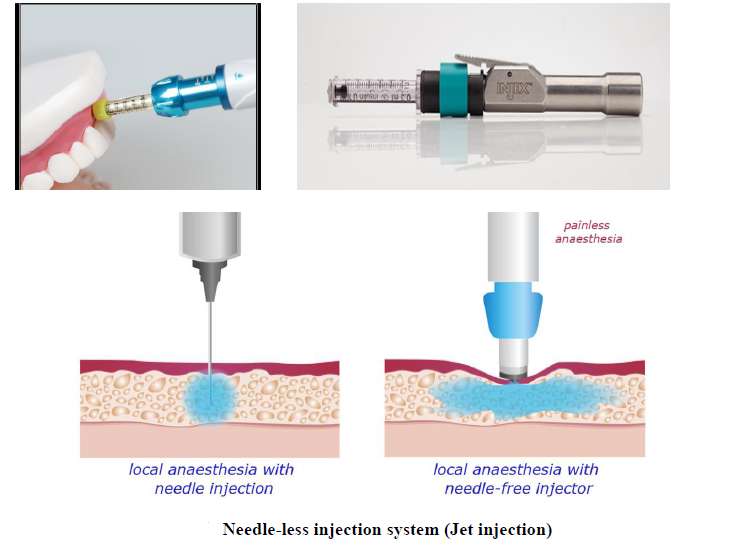 INJEX™
painless
anaesthesia
local anaesthesia with
needle injection
local anaesthesia with
needle-free injector
Needle-less injection system (Jet injection)